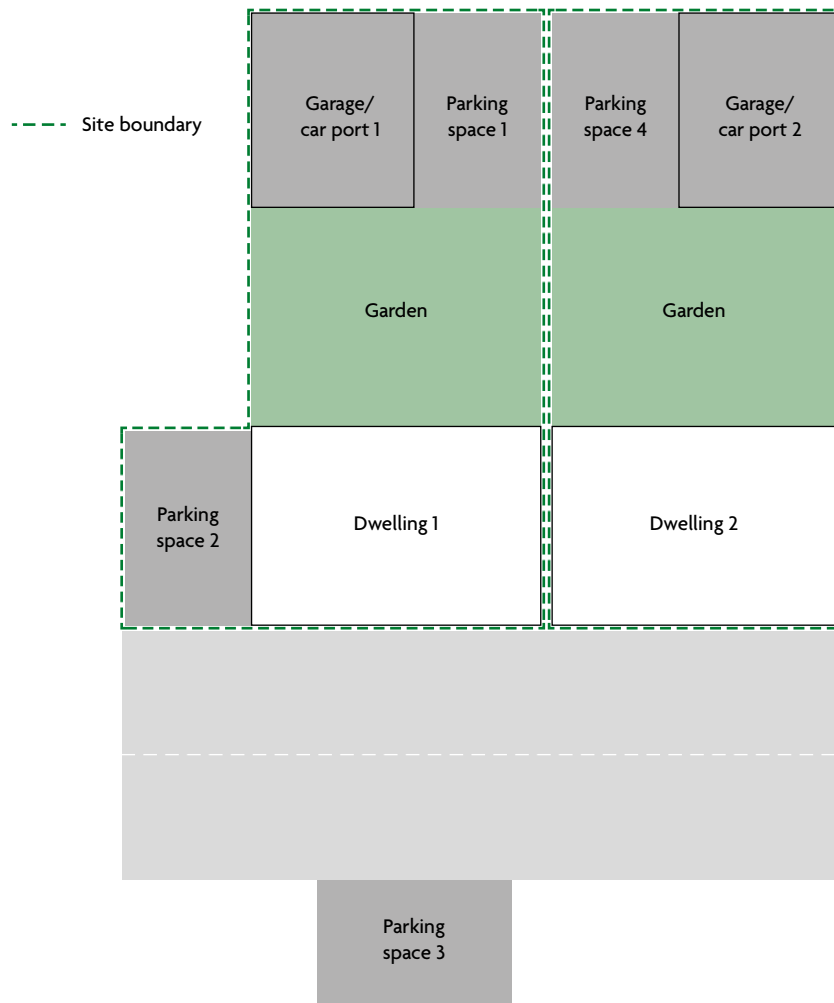 Site boundary
Garage/
car port 1
Parking
space 1
Parking
space 4
Garage/
car port 2
Garden
Garden
Parking
space 2
Dwelling 1
Dwelling 2
Parking
space 3